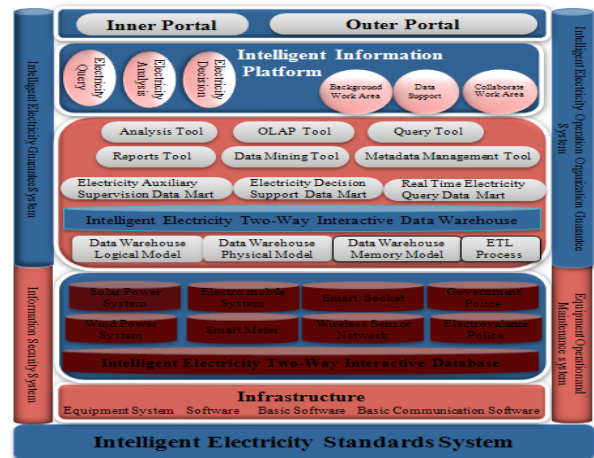 Inner Portal
Outer Portal
Intelligent Information
Platform
Electricity
Query
Electricity
Analysis
Electricity
Decision
Background
Work Area
Data
Support
Collaborate
Work Area
Analysis Tool
OLAP Tool
Query Tool
Reports Tool
Data Mining Tool
Metadata Management Tool
Electricity Auxiliary
Supervision Data Mart
Electricity Decision
Support Data Mart
Real Time Electricity
Query Data Mart
Intelligent Electricity Two-Way Interactive Data Warehouse
Data Warehouse
Logical Model
Data Warehouse
Physical Model
Data Warehouse
Memory Model
ETL
Process
Solar Power
System
Electro mobile
System
Smart Socket
Government
Police
Wind Power
System
Smart Meter
Wireless Sensor
Network
Electrovalence
Police
Intelligent Electricity Two-Way Interactive Database
Infrastructure
Equipment System
Software
Basic Software
Basic Communication Software
Intelligent Electricity Standards System
Intelligent Electricity Guarantee System
Information Security System
Intelligent Electricity Operation Organization Guarantee
System
Equipment Operation and
Maintenance system